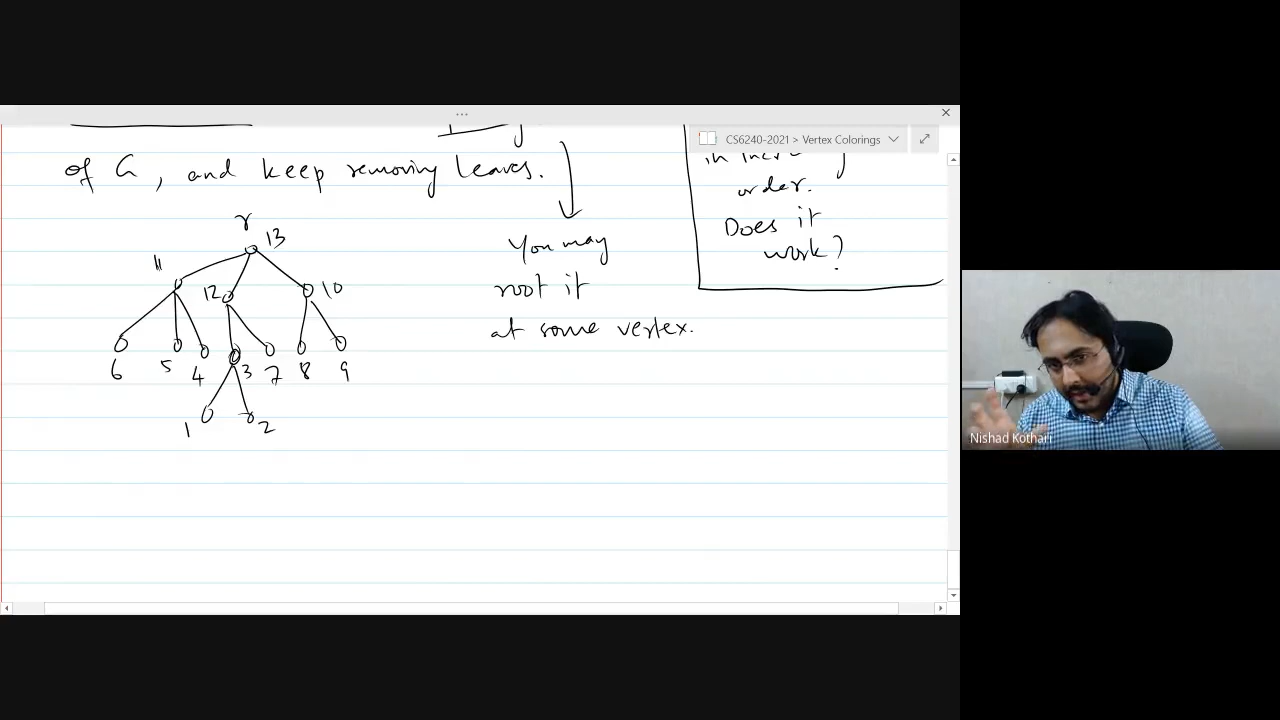 CS6240-2021 > Vertex Colorings
of G, and keep removing leaves.
order.
Does it
work?
You may
root it
at some vertex.
r
13
11
12
10
6
5
4
3
7
8
9
1
2
Nishad Kothari